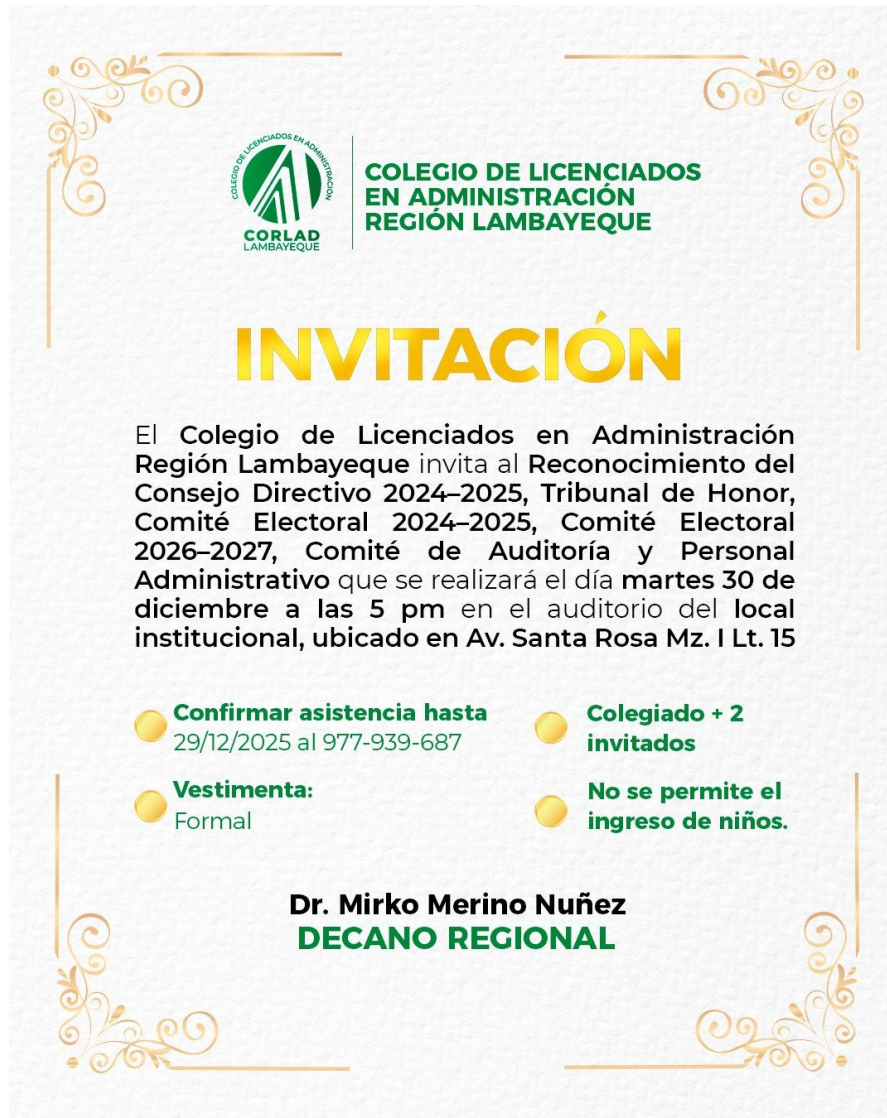 COLEGIO DE LICENCIADOS EN ADMINISTRACIÓN
CORLAD
LAMBAYEQUE
COLEGIO DE LICENCIADOS
EN ADMINISTRACIÓN
REGIÓN LAMBAYEQUE
INVITACIÓN
El Colegio de Licenciados en Administración
Región Lambayeque invita al Reconocimiento del
Consejo Directivo 2024–2025, Tribunal de Honor,
Comité Electoral 2024–2025, Comité Electoral
2026–2027, Comité de Auditoría y Personal
Administrativo que se realizará el día martes 30 de
diciembre a las 5 pm en el auditorio del local
institucional, ubicado en Av. Santa Rosa Mz. I Lt. 15
Confirmar asistencia hasta
29/12/2025 al 977-939-687
Vestimenta:
Formal
Colegiado + 2
invitados
No se permite el
ingreso de niños.
Dr. Mirko Merino Nuñez
DECANO REGIONAL